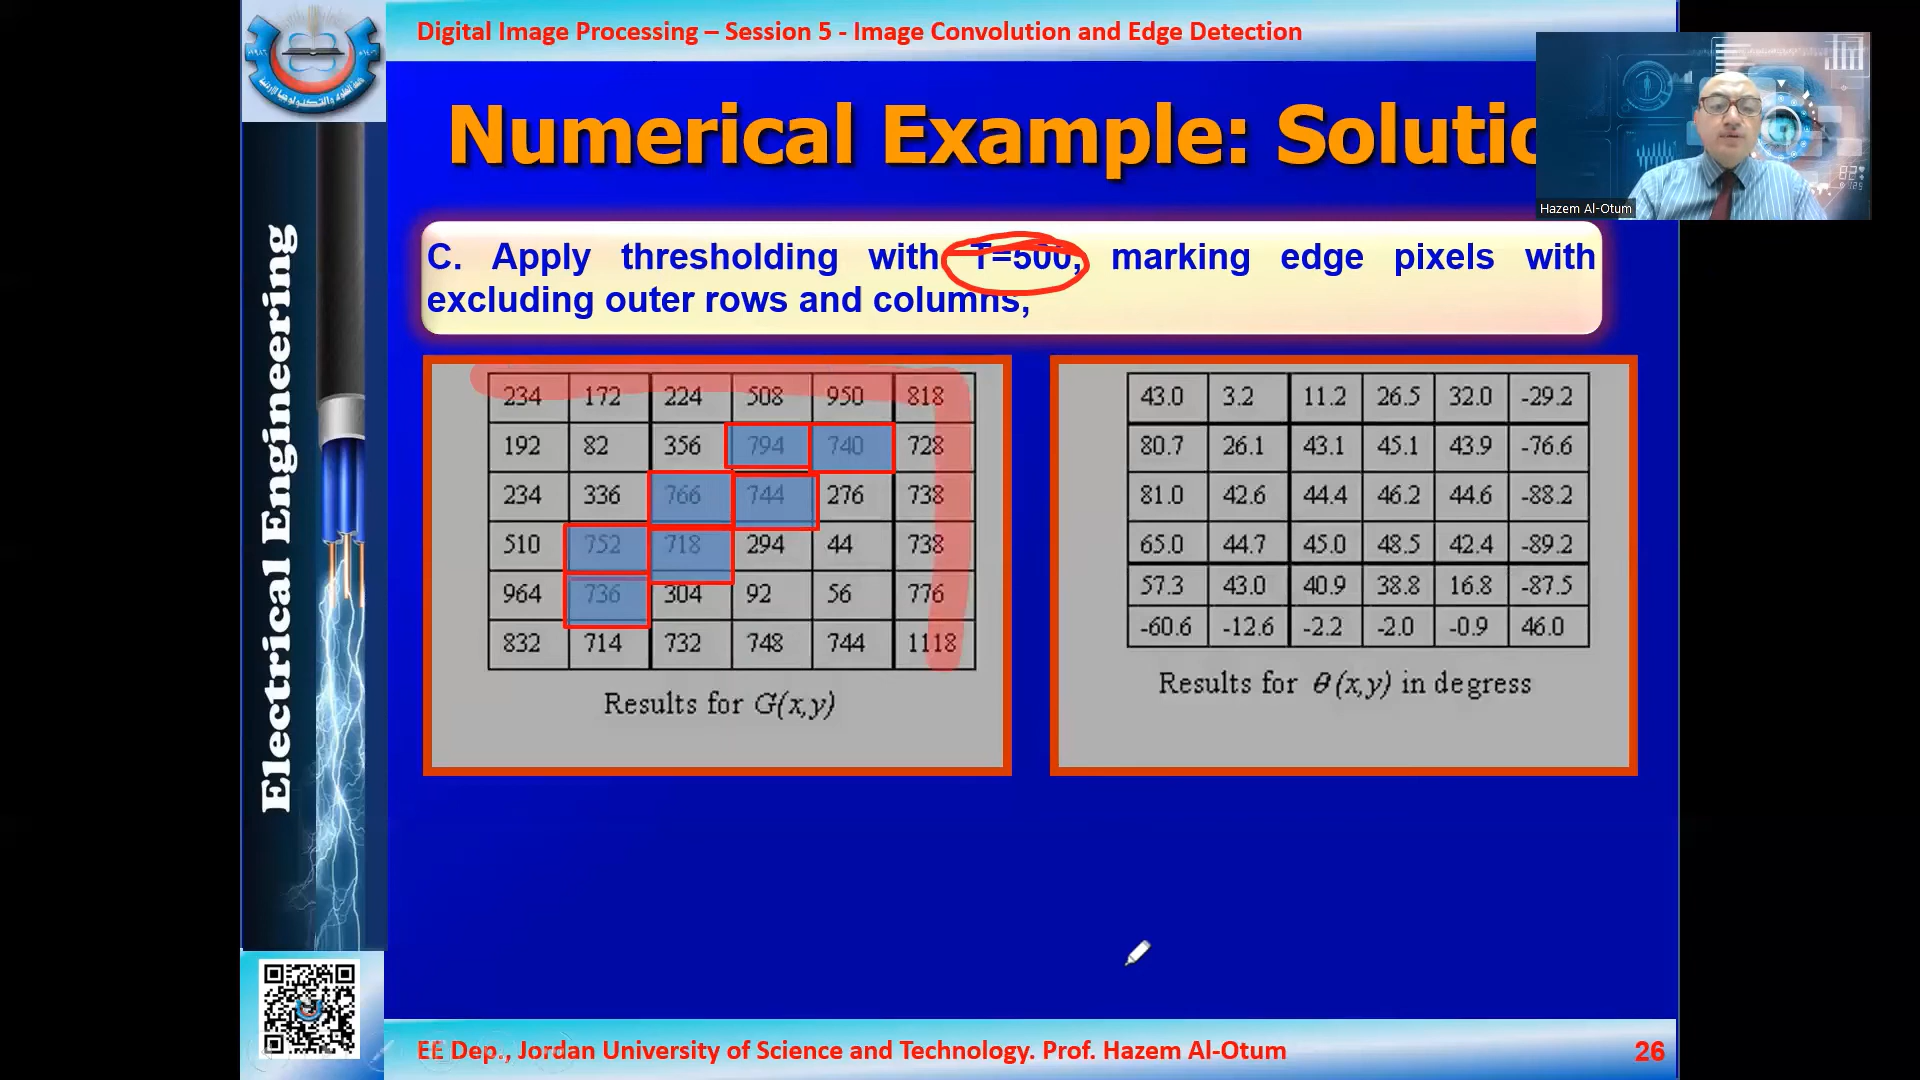 Digital Image Processing – Session 5 - Image Convolution and Edge Detection
Numerical Example: Solutio
Hazem Al-Otum
C. Apply thresholding with T=500, marking edge pixels with
excluding outer rows and columns,
Electrical Engineering
234 172 224 508 950 818
192 82 356 794 740 728
234 336 766 744 276 738
510 752 718 294 44 738
964 736 304 92 56 776
832 714 732 748 744 1118
Results for G(x,y)
43.0 3.2 11.2 26.5 32.0 -29.2
80.7 26.1 43.1 45.1 43.9 -76.6
81.0 42.6 44.4 46.2 44.6 -88.2
65.0 44.7 45.0 48.5 42.4 -89.2
57.3 43.0 40.9 38.8 16.8 -87.5
-60.6 -12.6 -2.2 -2.0 -0.9 46.0
Results for θ(x,y) in degress
EE Dep., Jordan University of Science and Technology. Prof. Hazem Al-Otum
26